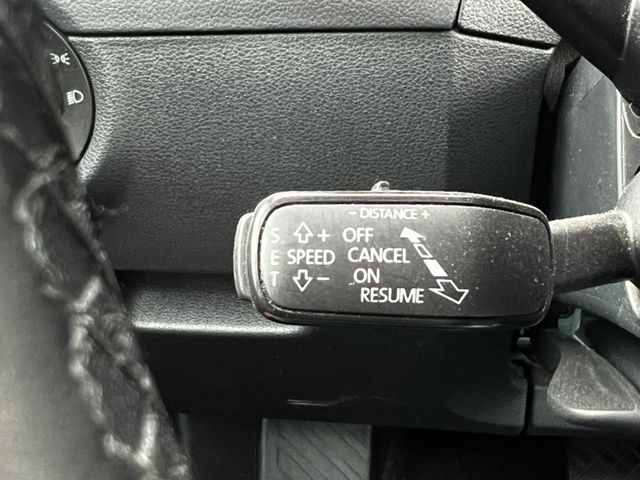 - DISTANCE +
S + OFF
E SPEED CANCEL
T - ON
RESUME